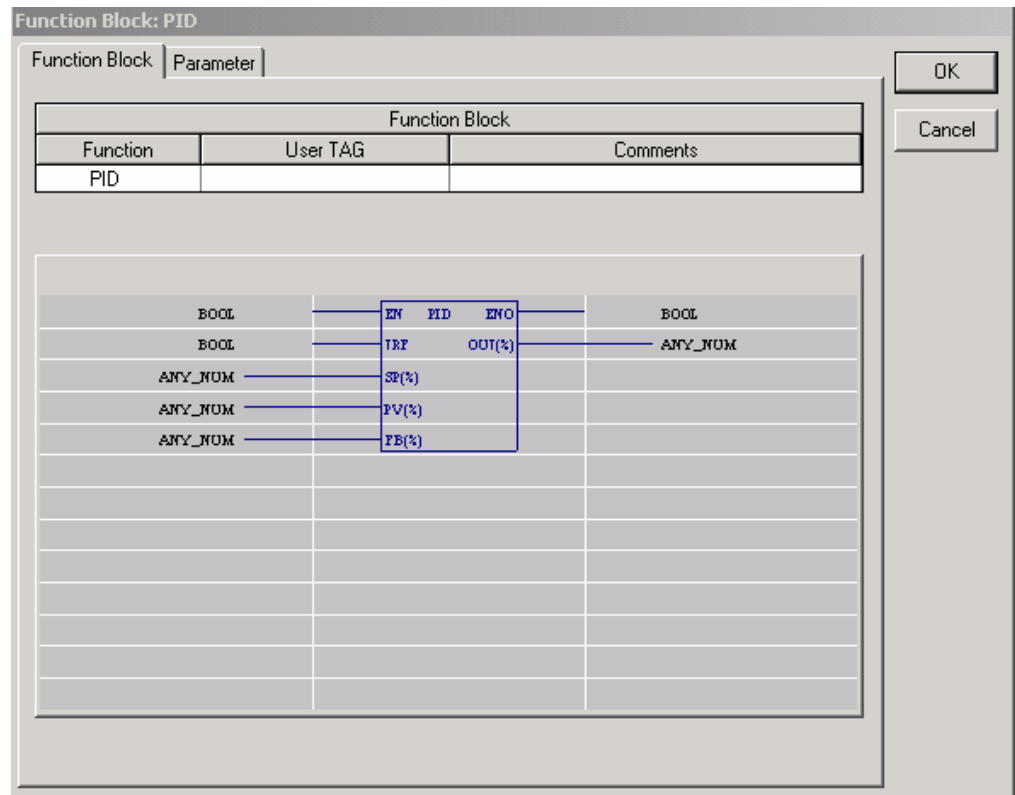 Function Block: PID
Function Block Parameter
OK
Cancel
Function Block
Function User TAG Comments
PID
BOOL EN PID ENO BOOL
BOOL TRF OUT(%) ANY_NUM
ANY_NUM SP(%)
ANY_NUM PV(%)
ANY_NUM FB(%)